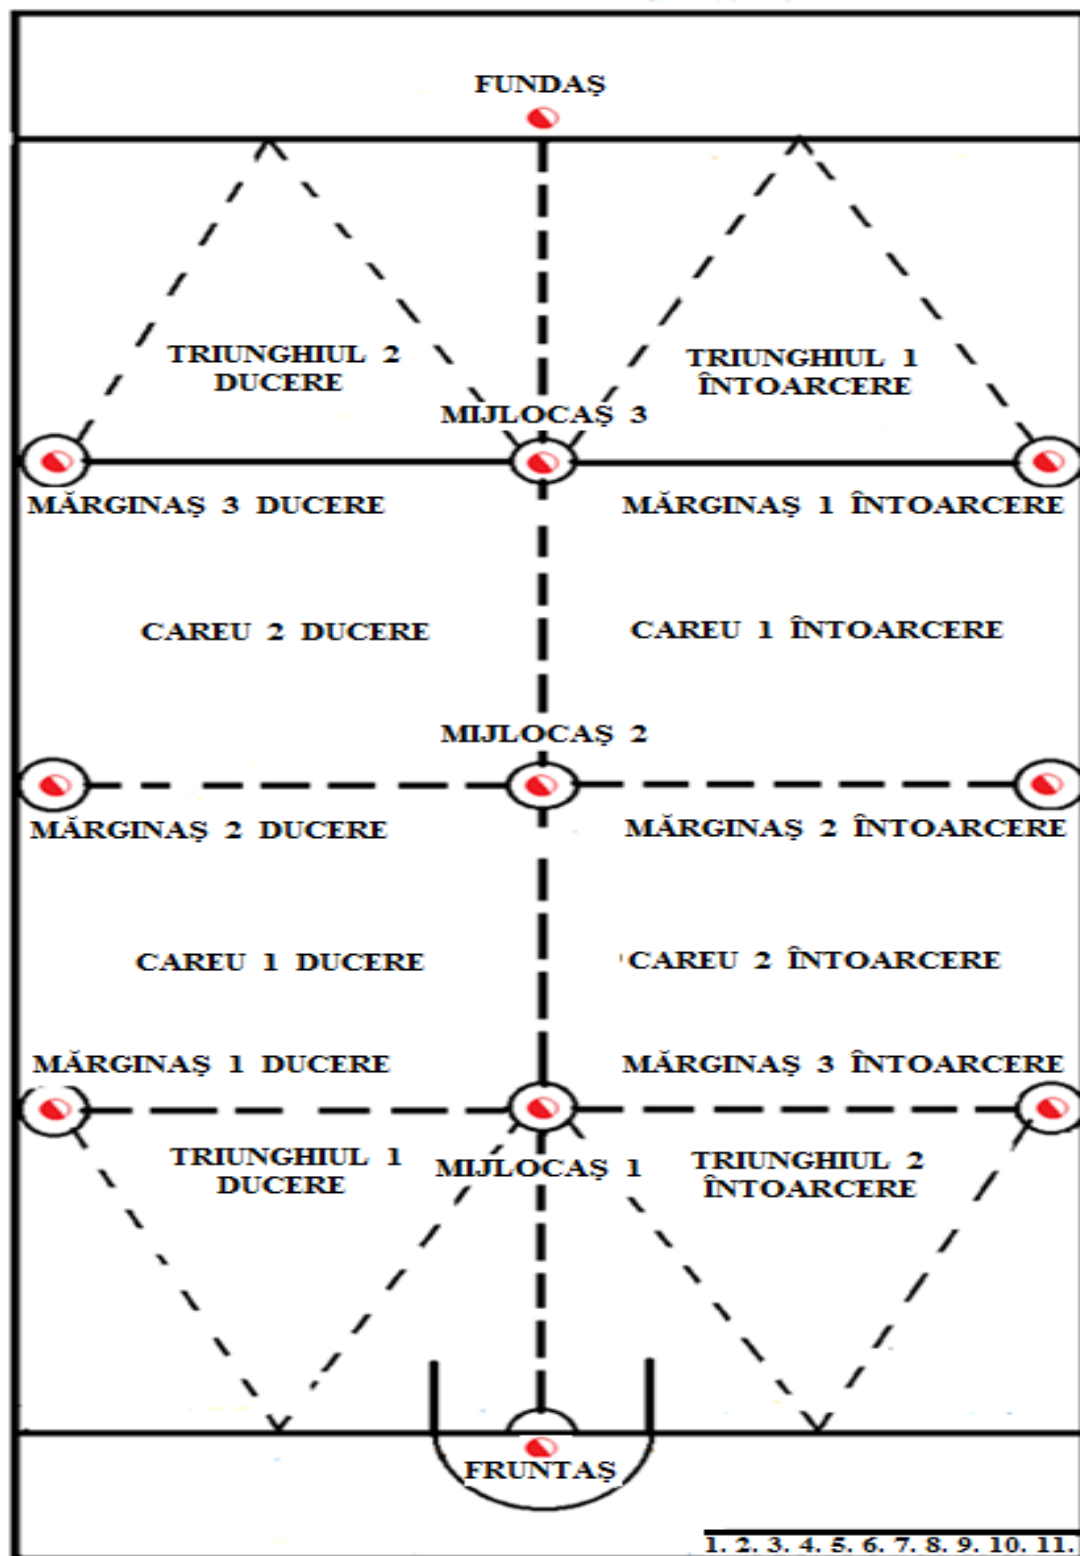 FUNDAȘ
TRIUNGHIUL 2
DUCERE
TRIUNGHIUL 1
ÎNTOARCERE
MIJLOCAȘ 3
MĂRGINAȘ 3 DUCERE
MĂRGINAȘ 1 ÎNTOARCERE
CAREU 2 DUCERE
CAREU 1 ÎNTOARCERE
MIJLOCAȘ 2
MĂRGINAȘ 2 DUCERE
MĂRGINAȘ 2 ÎNTOARCERE
CAREU 1 DUCERE
CAREU 2 ÎNTOARCERE
MĂRGINAȘ 1 DUCERE
MĂRGINAȘ 3 ÎNTOARCERE
TRIUNGHIUL 1
DUCERE
MIJLOCAȘ 1
TRIUNGHIUL 2
ÎNTOARCERE
FRUNTAȘ
1. 2. 3. 4. 5. 6. 7. 8. 9. 10. 11.